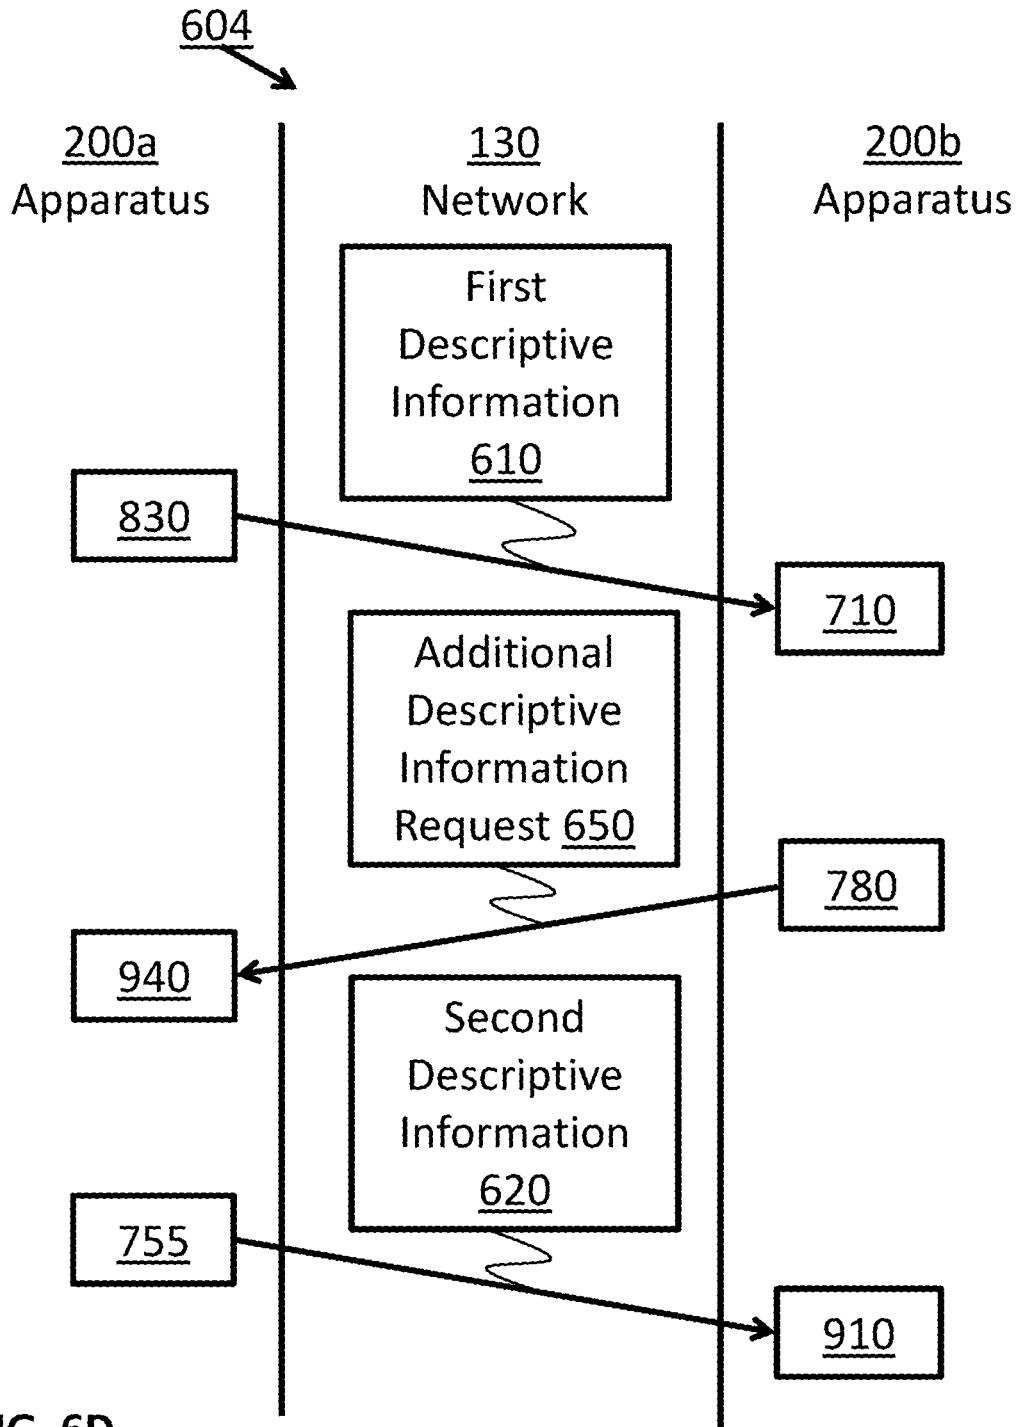 604
200a
Apparatus
130
Network
200b
Apparatus
First
Descriptive
Information
610
830
710
Additional
Descriptive
Information
Request 650
780
940
Second
Descriptive
Information
620
755
910